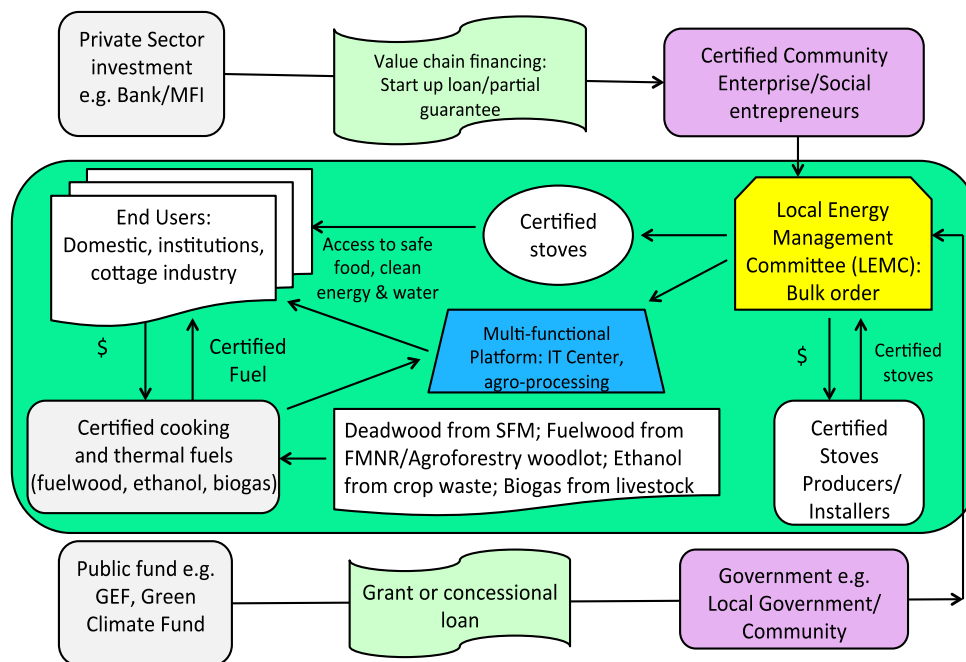 Private Sector
investment
e.g. Bank/MFI
Value chain financing:
Start up loan/partial
guarantee
Certified Community
Enterprise/Social
entrepreneurs
End Users:
Domestic, institutions,
cottage industry
Certified
stoves
Access to safe
food, clean
energy & water
Local Energy
Management
Committee (LEMC):
Bulk order
Multi-functional
Platform: IT Center,
agro-processing
$
Certified
Fuel
$
Certified
stoves
Certified cooking
and thermal fuels
(fuelwood, ethanol, biogas)
Deadwood from SFM; Fuelwood from
FMNR/Agroforestry woodlot; Ethanol
from crop waste; Biogas from livestock
Certified
Stoves
Producers/
Installers
Public fund e.g.
GEF, Green
Climate Fund
Grant or concessional
loan
Government e.g.
Local Government/
Community